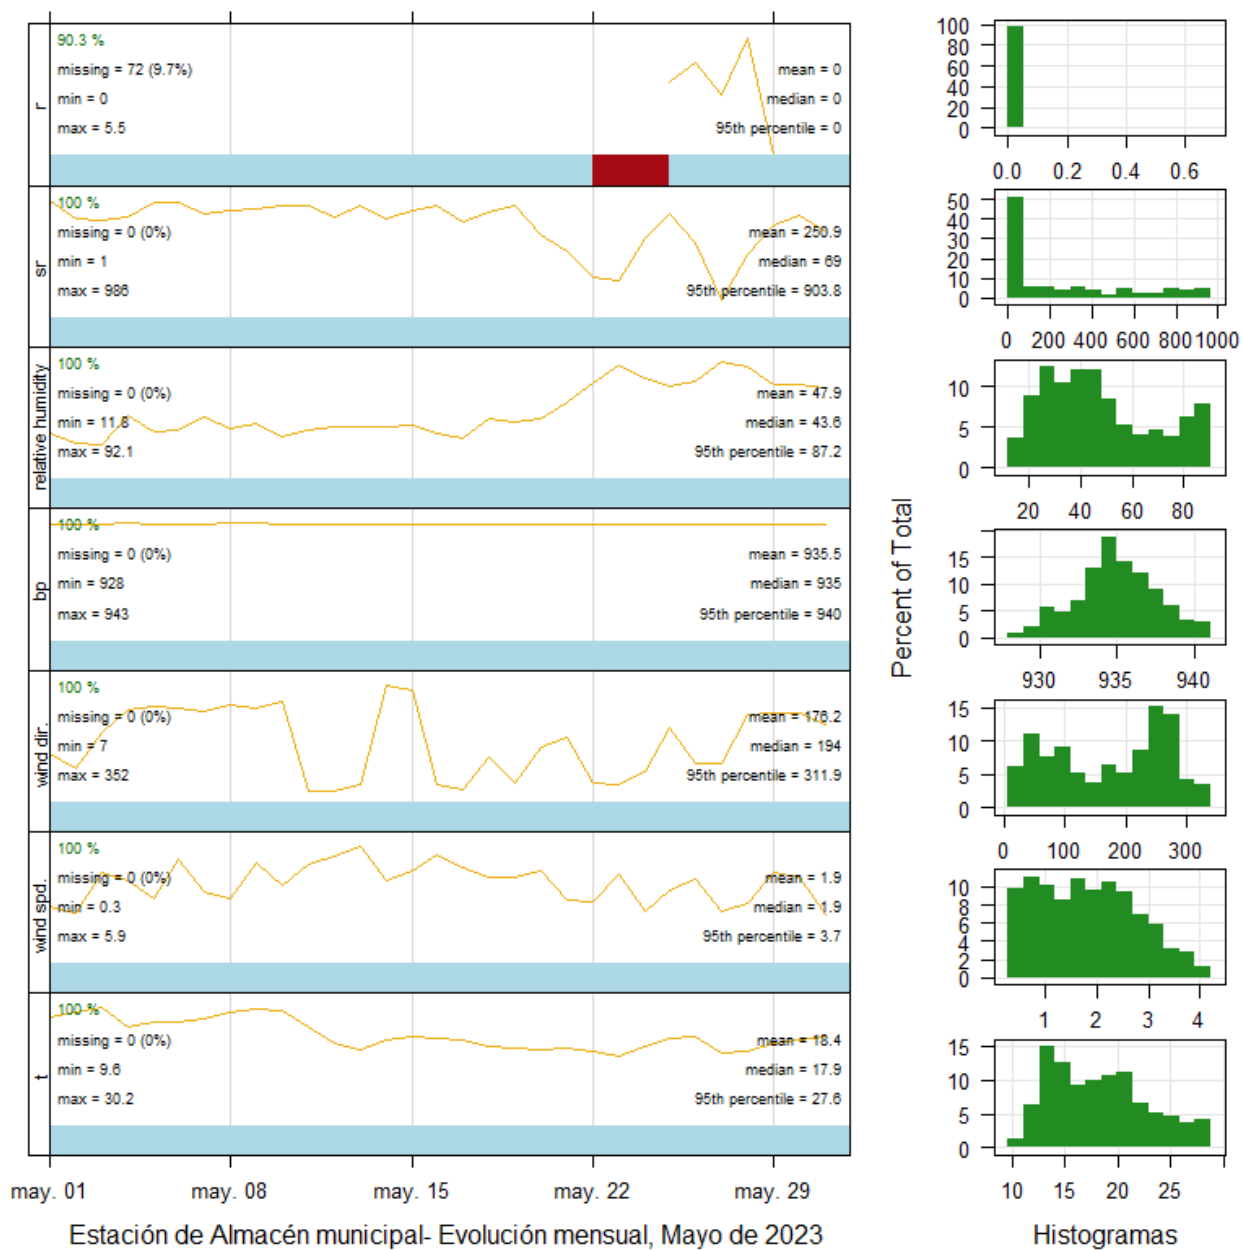 90.3 %
missing = 72 (9.7%)
min = 0
max = 5.5
mean = 0
median = 0
95th percentile = 0
r
100 %
missing = 0 (0%)
min = 1
max = 986
mean = 250.9
median = 69
95th percentile = 903.8
sr
100 %
missing = 0 (0%)
min = 11.8
max = 92.1
mean = 47.9
median = 43.6
95th percentile = 87.2
relative humidity
100 %
missing = 0 (0%)
min = 928
max = 943
mean = 935.5
median = 935
95th percentile = 940
bp
100 %
missing = 0 (0%)
min = 7
max = 352
mean = 176.2
median = 194
95th percentile = 311.9
wind dir.
100 %
missing = 0 (0%)
min = 0.3
max = 5.9
mean = 1.9
median = 1.9
95th percentile = 3.7
wind spd.
100 %
missing = 0 (0%)
min = 9.6
max = 30.2
mean = 18.4
median = 17.9
95th percentile = 27.6
t
may. 01 may. 08 may. 15 may. 22 may. 29
Estación de Almacén municipal- Evolución mensual, Mayo de 2023
Percent of Total
100
80
60
40
20
0
0.0 0.2 0.4 0.6
50
40
30
20
10
0
0 200 400 600 800 1000
10
5
0
20 40 60 80
15
10
5
0
930 935 940
15
10
5
0
0 100 200 300
10
8
6
4
2
0
1 2 3 4
15
10
5
0
10 15 20 25
Histogramas